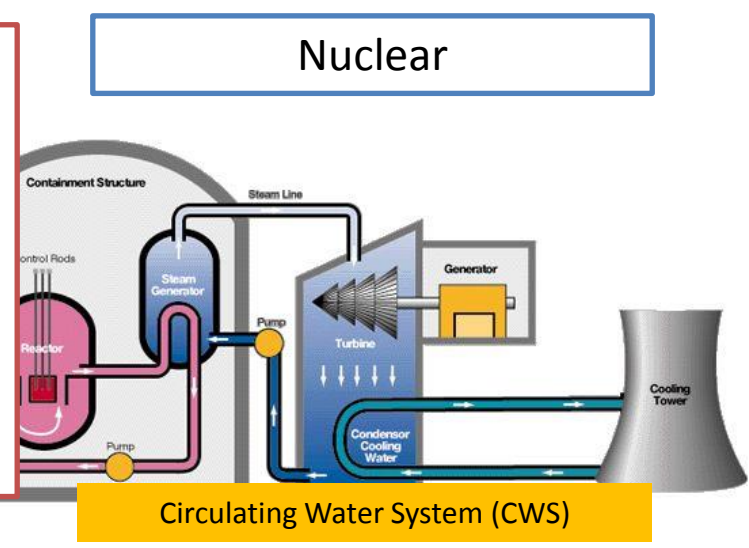 Nuclear
Containment Structure
Steam Line
ontrol Rods
Steam
Generator
Generator
Pump
Reactor
Turbine
Cooling
Tower
Condensor
Cooling
Water
Pump
Circulating Water System (CWS)